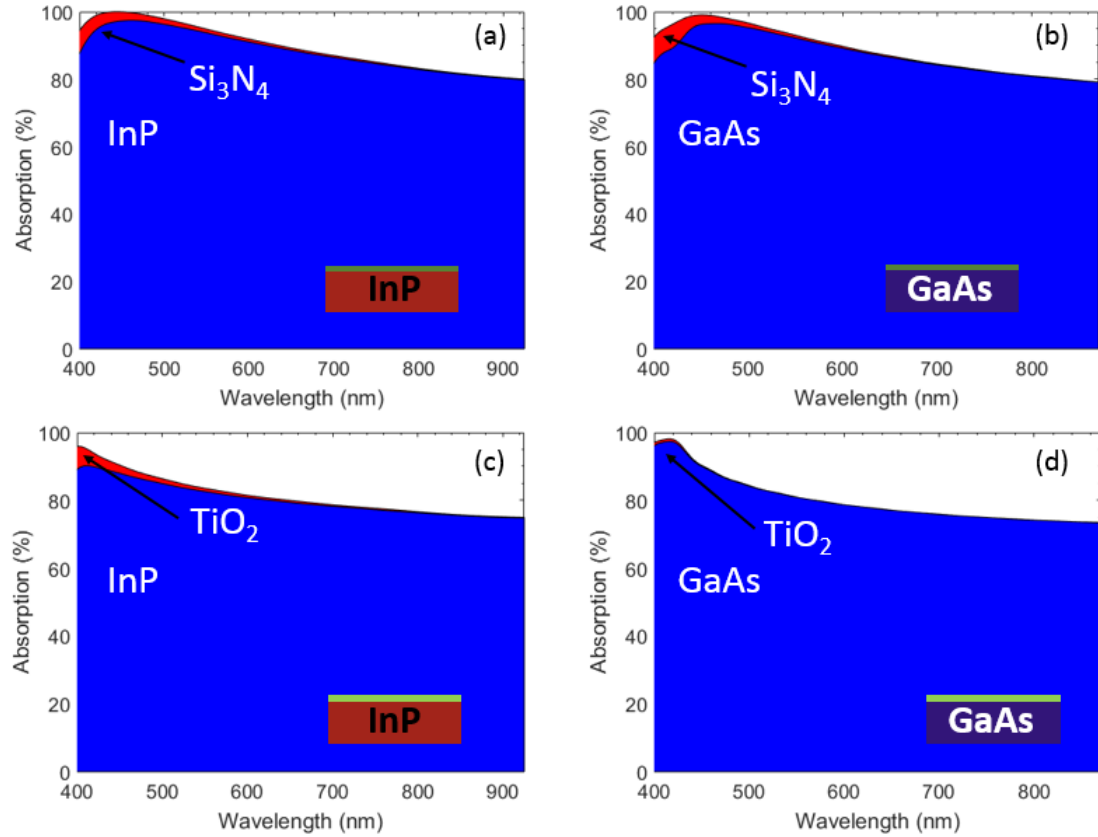 (a)
Absorption (%)
100
80
60
40
20
0
Si₃N₄
InP
InP
400 500 600 700 800 900
Wavelength (nm)
(b)
Absorption (%)
100
80
60
40
20
0
Si₃N₄
GaAs
GaAs
400 500 600 700 800
Wavelength (nm)
(c)
Absorption (%)
100
80
60
40
20
0
TiO₂
InP
InP
400 500 600 700 800 900
Wavelength (nm)
(d)
Absorption (%)
100
80
60
40
20
0
TiO₂
GaAs
GaAs
400 500 600 700 800
Wavelength (nm)